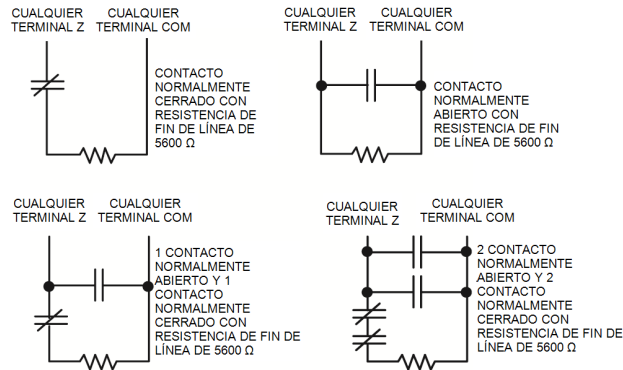 CUALQUIER
TERMINAL Z
CUALQUIER
TERMINAL COM
CONTACTO
NORMALMENTE
CERRADO CON
RESISTENCIA DE
FIN DE LÍNEA DE
5600 Ω
CUALQUIER
TERMINAL Z
CUALQUIER
TERMINAL COM
CONTACTO
NORMALMENTE
ABIERTO CON
RESISTENCIA DE FIN
DE LÍNEA DE 5600 Ω
CUALQUIER
TERMINAL Z
CUALQUIER
TERMINAL COM
1 CONTACTO
NORMALMENTE
ABIERTO Y 1
CONTACTO
NORMALMENTE
CERRADO CON
RESISTENCIA DE FIN DE
LÍNEA DE 5600 Ω
CUALQUIER
TERMINAL Z
CUALQUIER
TERMINAL COM
2 CONTACTO
NORMALMENTE
ABIERTO Y 2
CONTACTO
NORMALMENTE
CERRADO CON
RESISTENCIA DE FIN DE
LÍNEA DE 5600 Ω